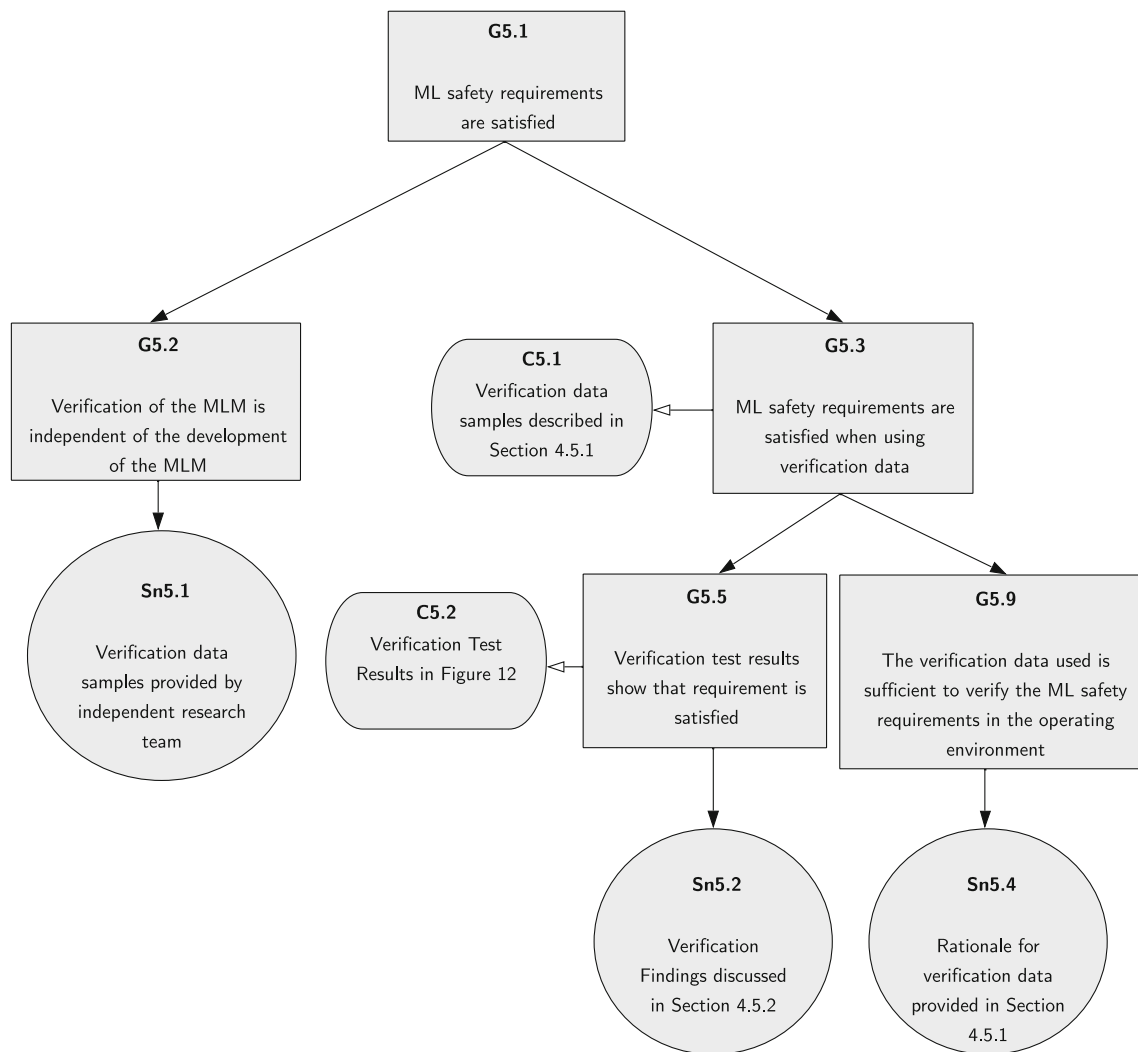 G5.1
ML safety requirements
are satisfied
G5.2
Verification of the MLM is
independent of the development
of the MLM
C5.1
Verification data
samples described in
Section 4.5.1
G5.3
ML safety requirements are
satisfied when using
verification data
Sn5.1
Verification data
samples provided by
independent research
team
C5.2
Verification Test
Results in Figure 12
G5.5
Verification test results
show that requirement is
satisfied
G5.9
The verification data used is
sufficient to verify the ML safety
requirements in the operating
environment
Sn5.2
Verification
Findings discussed
in Section 4.5.2
Sn5.4
Rationale for
verification data
provided in Section
4.5.1